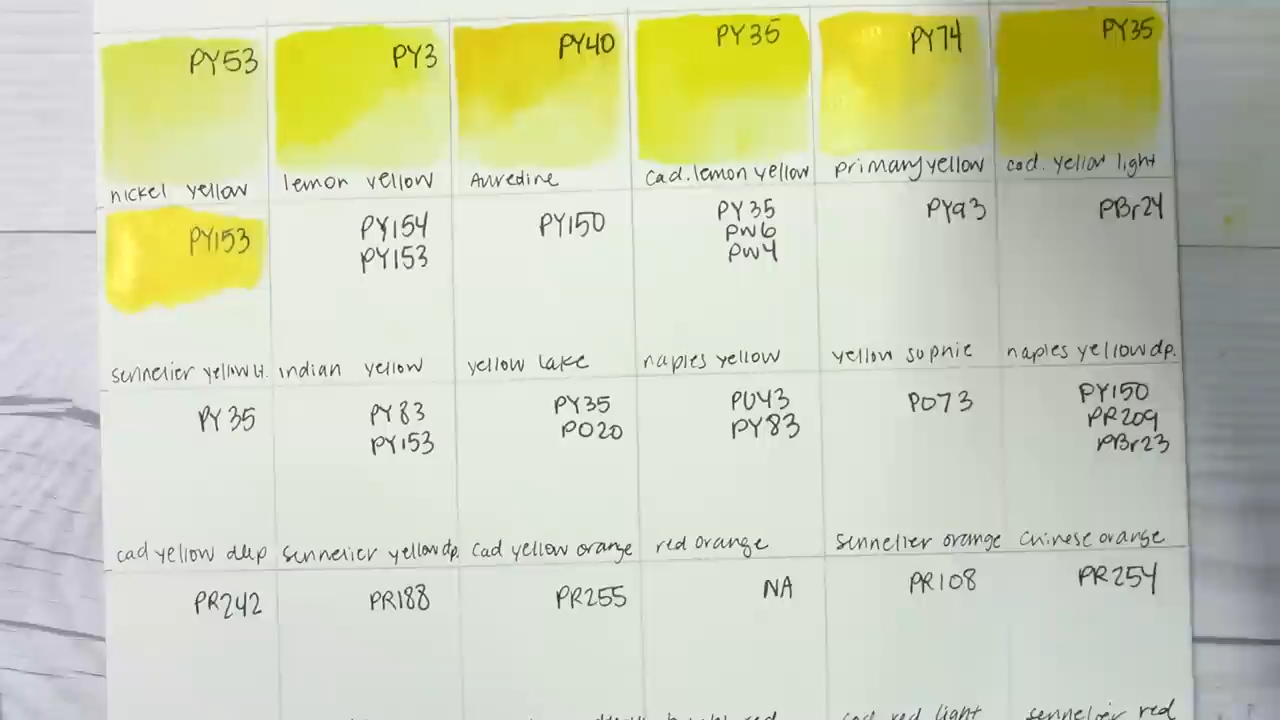 PY53 PY3 PY40 PY35 PY74 PY35
nickel yellow lemon yellow Auredine cad. lemon yellow primary yellow cad. yellow light
PY153 PY154 PY150 PY35 PY93 PBr24
PY153 PW6
PW4
sennelier yellow lt. indian yellow yellow lake naples yellow yellow sophie naples yellow dp.
PY35 PY83 PY35 PO43 PO73 PY150
PY153 PO20 PY83 PR209
PBr23
cad yellow deep sennelier yellow dp. cad yellow orange red orange sennelier orange chinese orange
PR242 PR188 PR255 NA PR108 PR254
red cad red light sennelier red